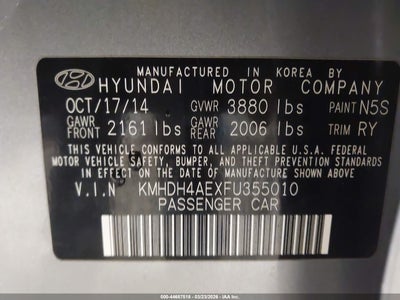 MANUFACTURED IN KOREA BY
HYUNDAI MOTOR COMPANY
OCT/17/14 GVWR 3880 lbs PAINT N5S
GAWR FRONT 2161 lbs GAWR REAR 2006 lbs TRIM RY
THIS VEHICLE CONFORMS TO ALL APPLICABLE U.S.A. FEDERAL
MOTOR VEHICLE SAFETY, BUMPER, AND THEFT PREVENTION
STANDARDS IN EFFECT ON THE DATE OF MANUFACTURE SHOWN ABOVE.
V.I.N KMHDH4AEXFU355010
PASSENGER CAR